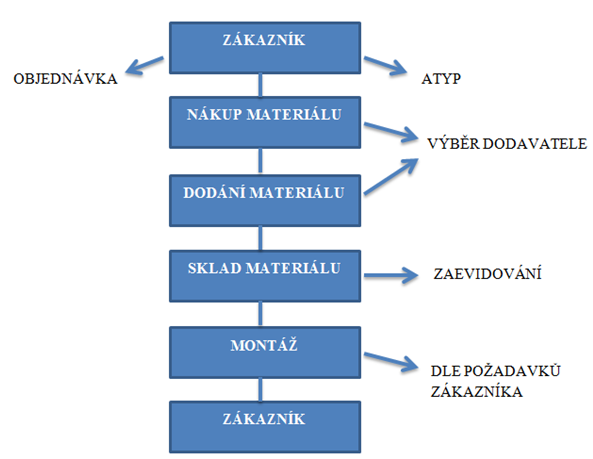 ZÁKAZNÍK
OBJEDNÁVKA
ATYP
NÁKUP MATERIÁLU
VÝBĚR DODAVATELE
DODÁNÍ MATERIÁLU
SKLAD MATERIÁLU
ZAEVIDOVÁNÍ
MONTÁŽ
DLE POŽADAVKŮ
ZÁKAZNÍKA
ZÁKAZNÍK